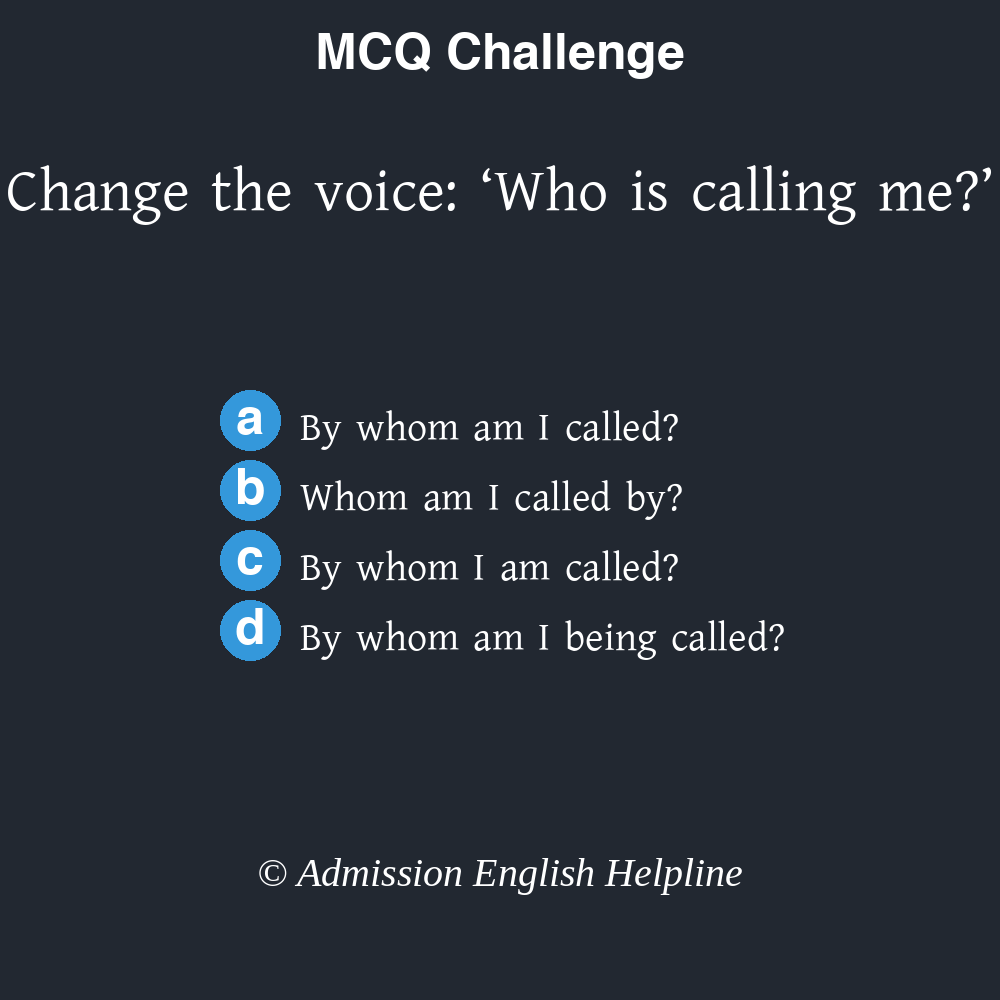 MCQ Challenge
Change the voice: ‘Who is calling me?’
a By whom am I called?
b Whom am I called by?
c By whom I am called?
d By whom am I being called?
© Admission English Helpline